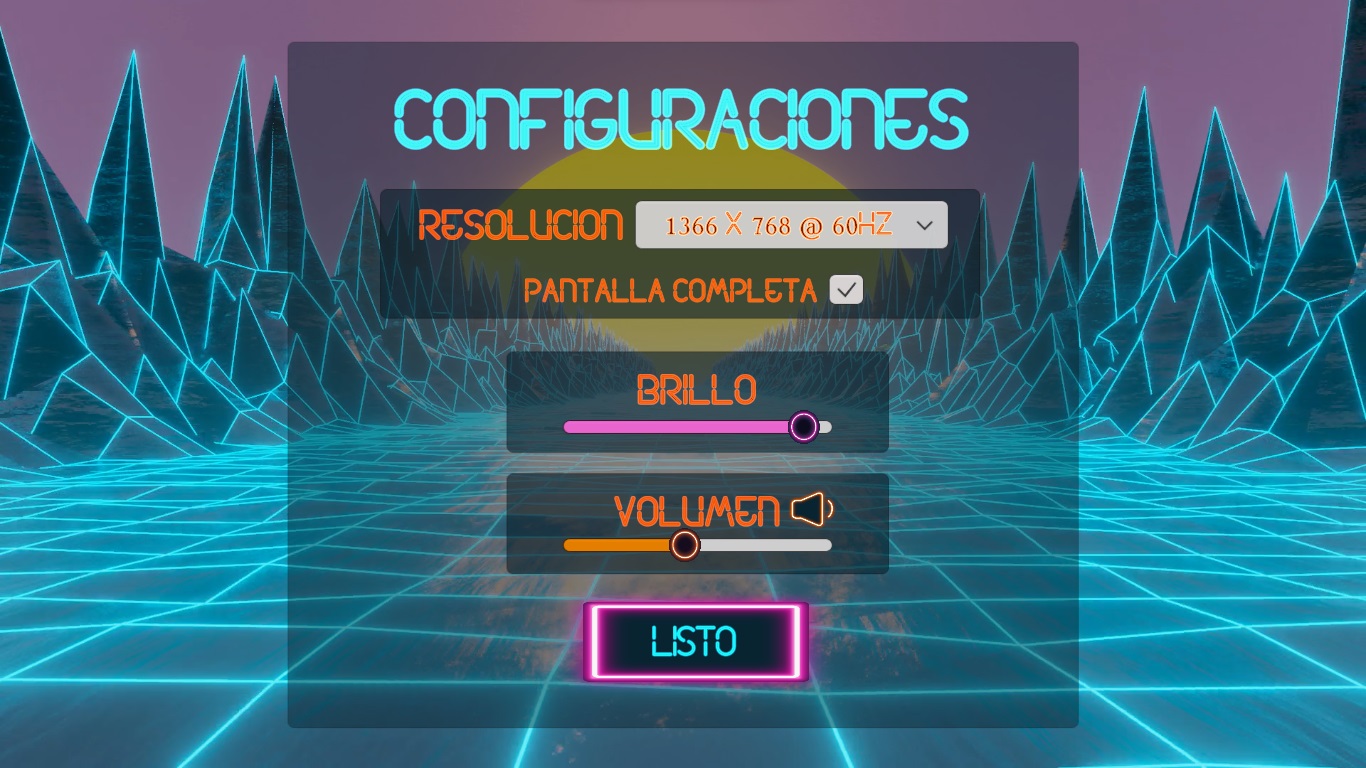 CONFIGURACIONES
RESOLUCION 1366 X 768 @ 60HZ
PANTALLA COMPLETA
BRILLO
VOLUMEN
LISTO